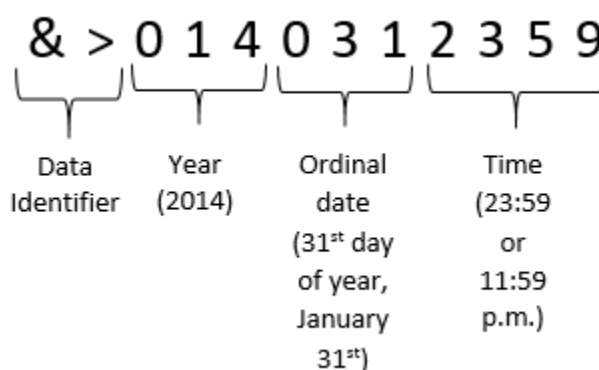 & > 0 1 4 0 3 1 2 3 5 9
Data
Identifier
Year
(2014)
Ordinal
date
(31st day
of year,
January
31st)
Time
(23:59
or
11:59
p.m.)